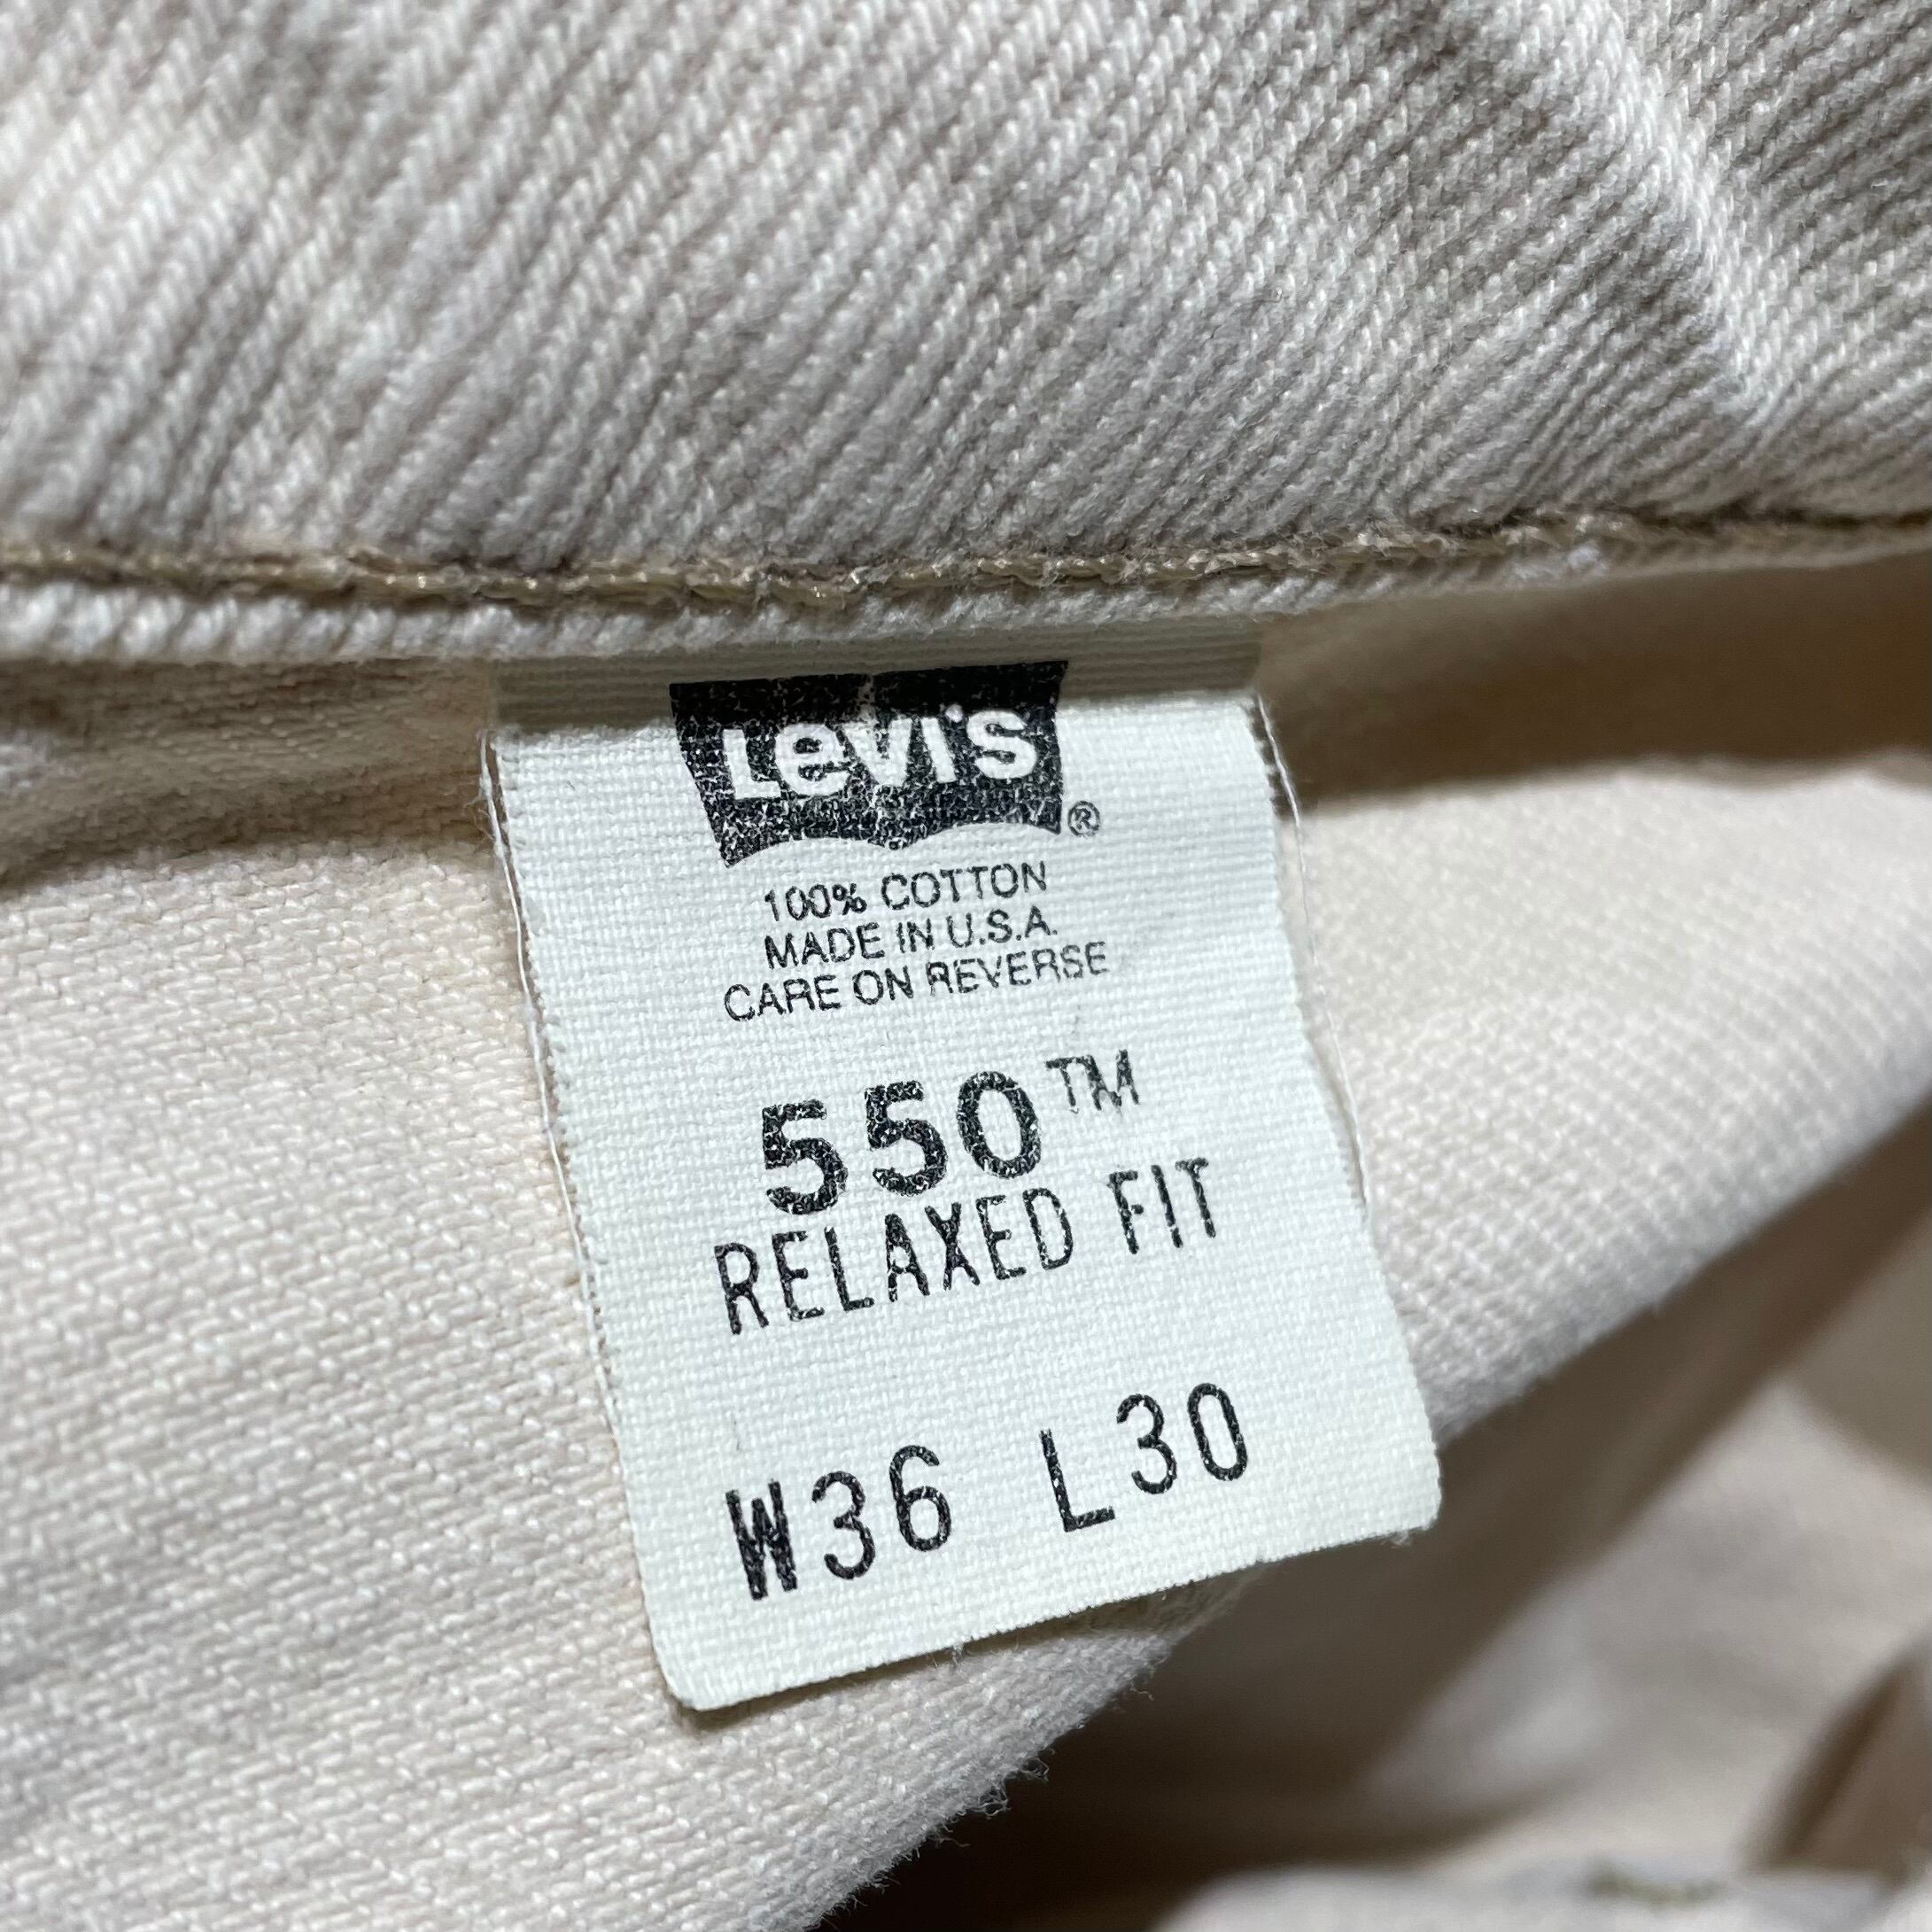 Levi's®
100% COTTON
MADE IN U.S.A.
CARE ON REVERSE
550™
RELAXED FIT
W36 L30